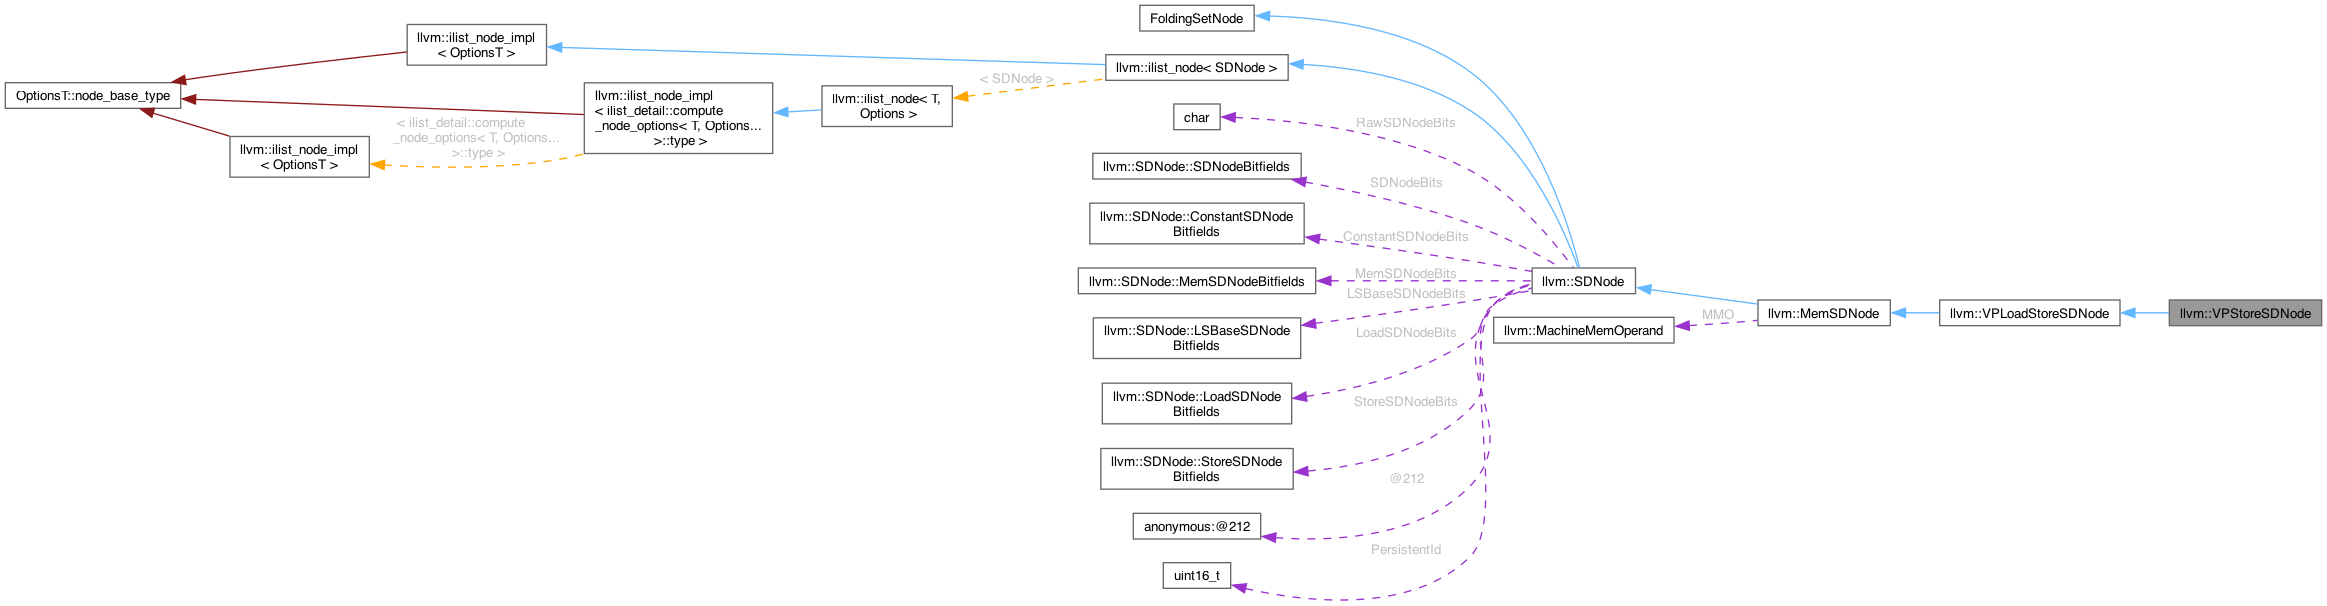 FoldingSetNode
llvm::ilist_node_impl
< OptionsT >
llvm::ilist_node< SDNode >
< SDNode >
OptionsT::node_base_type
llvm::ilist_node_impl
< ilist_detail::compute
_node_options< T, Options...
>::type >
llvm::ilist_node< T,
Options >
< ilist_detail::compute
_node_options< T, Options...
>::type >
llvm::ilist_node_impl
< OptionsT >
char
RawSDNodeBits
llvm::SDNode::SDNodeBitfields
SDNodeBits
llvm::SDNode::ConstantSDNode
Bitfields
ConstantSDNodeBits
llvm::SDNode::MemSDNodeBitfields
MemSDNodeBits
llvm::SDNode
LSBaseSDNodeBits
llvm::SDNode::LSBaseSDNode
Bitfields
llvm::MachineMemOperand
MMO
llvm::MemSDNode
llvm::VPLoadStoreSDNode
llvm::VPStoreSDNode
LoadSDNodeBits
llvm::SDNode::LoadSDNode
Bitfields
StoreSDNodeBits
llvm::SDNode::StoreSDNode
Bitfields
@212
anonymous:@212
PersistentId
uint16_t